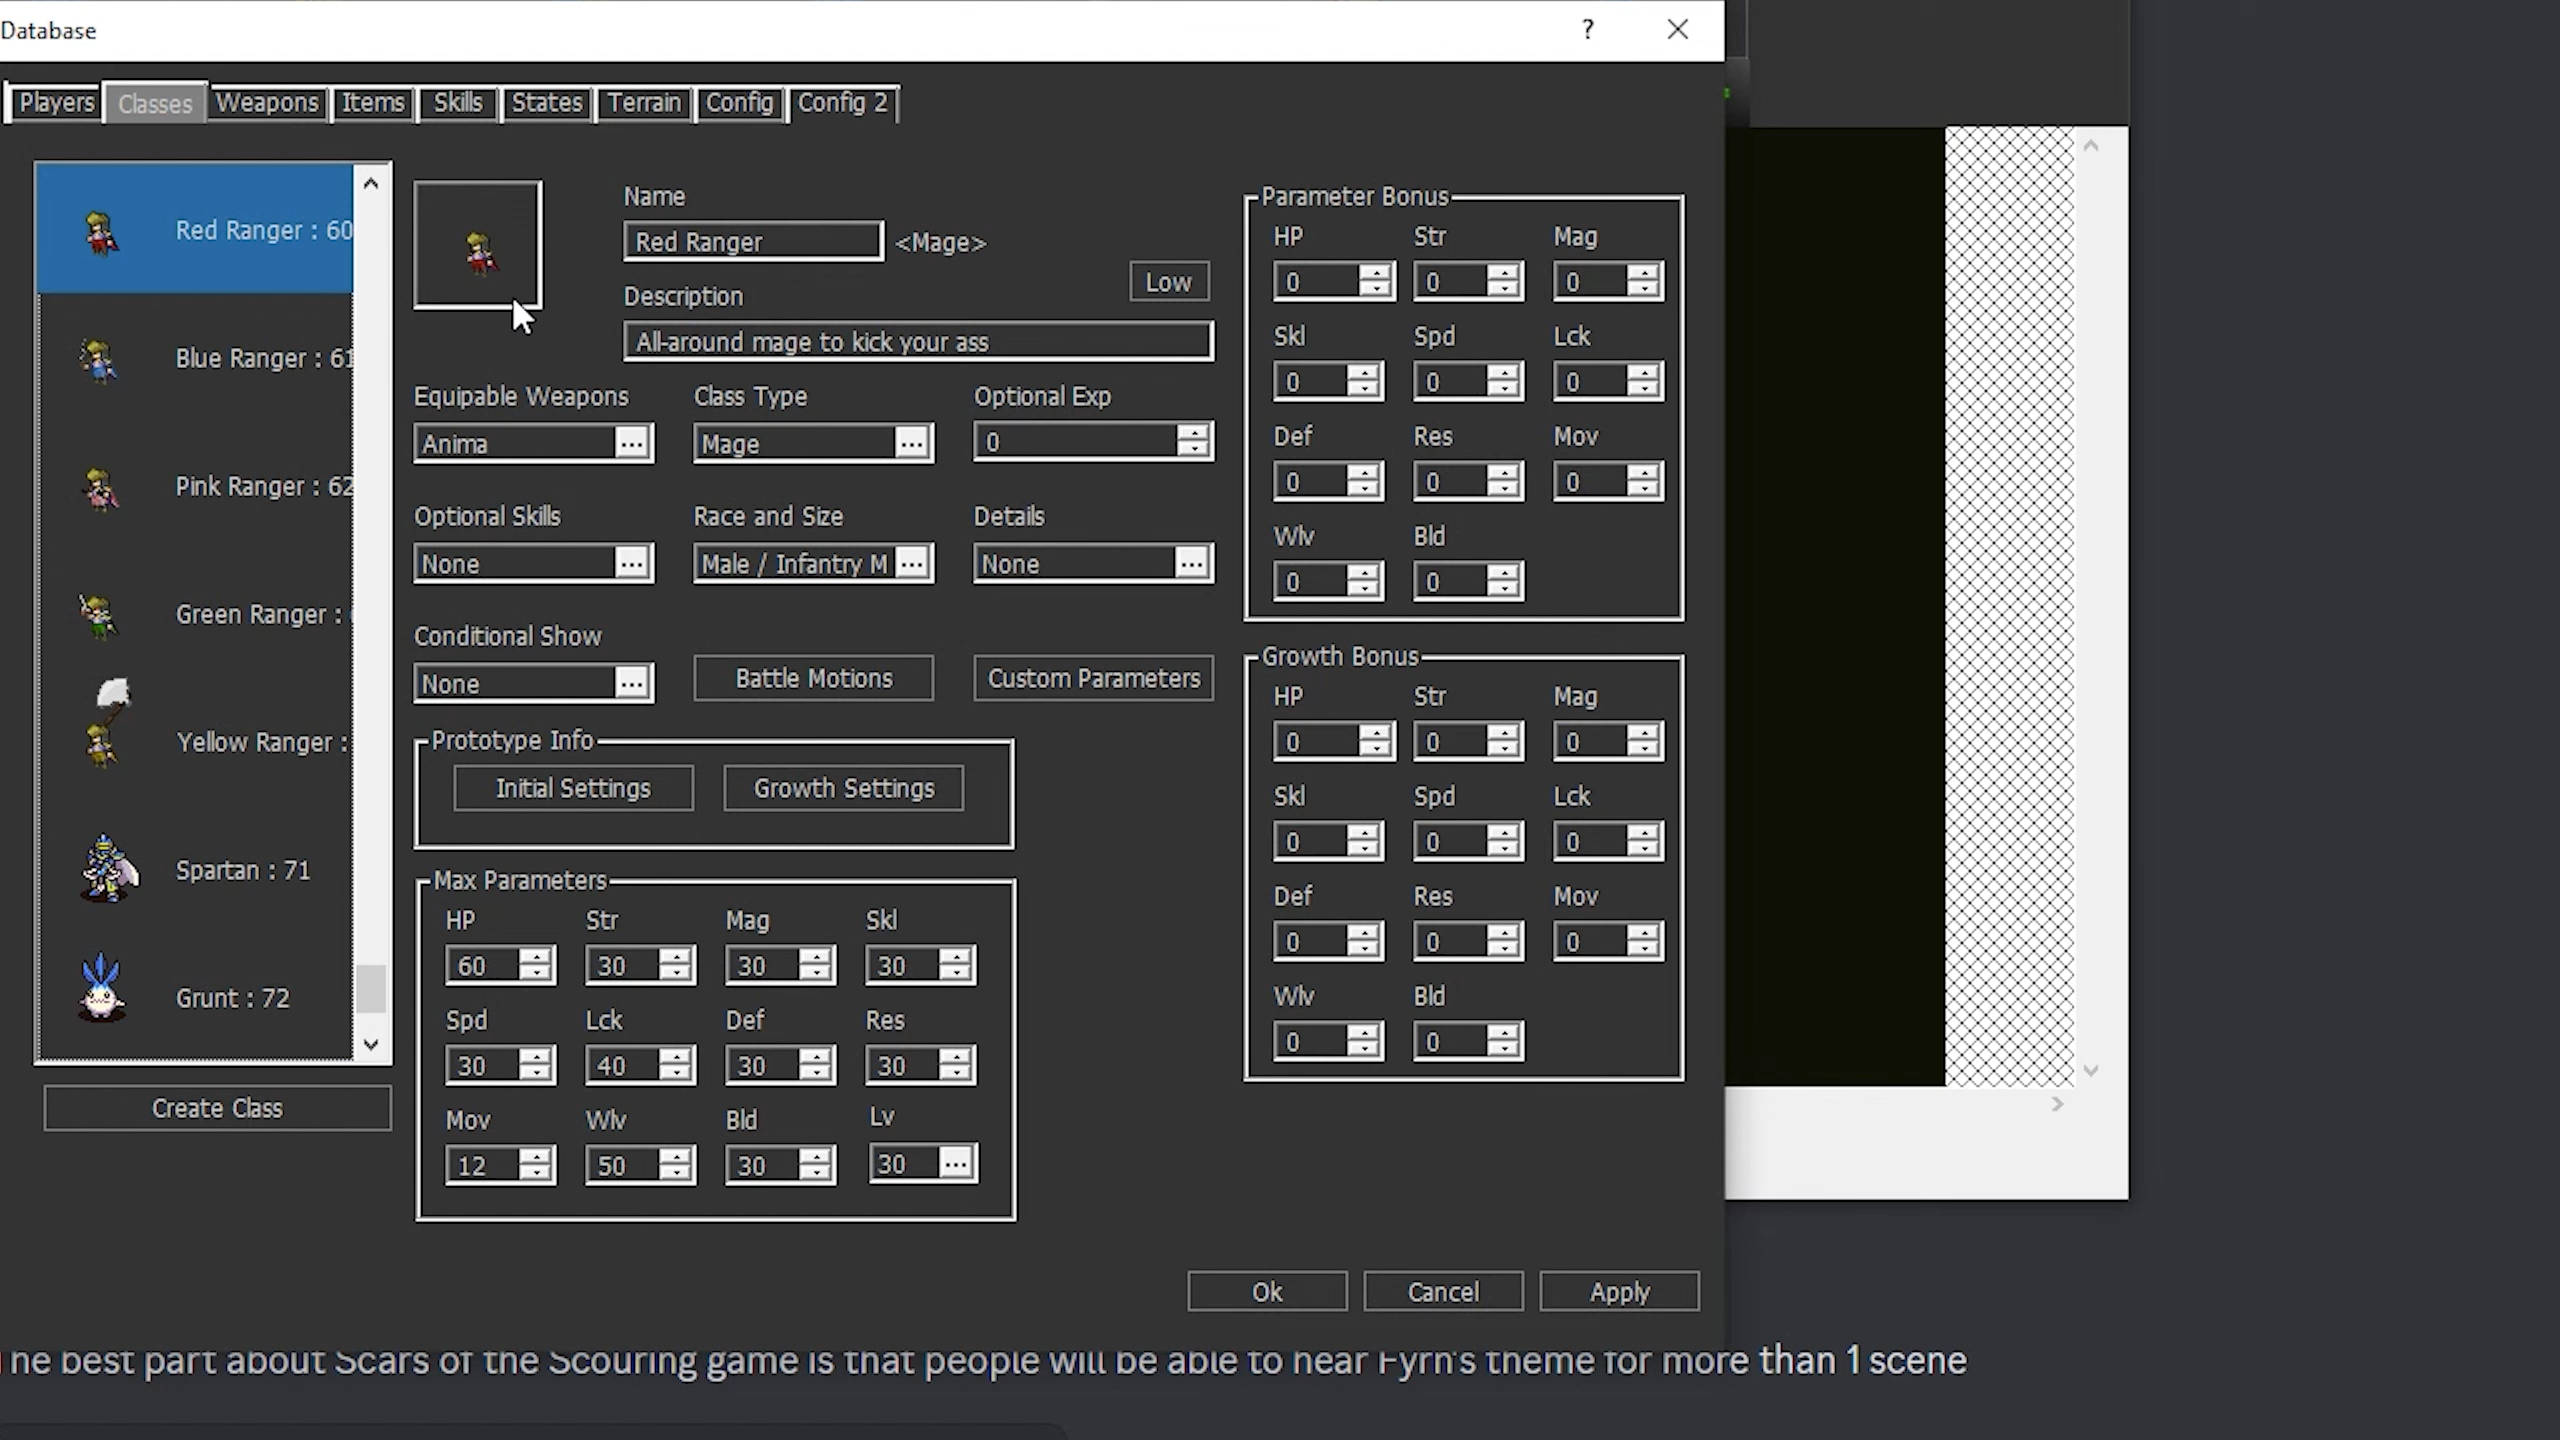 Database
?
Players Classes Weapons Items Skills States Terrain Config Config 2
Red Ranger : 60
Blue Ranger : 61
Pink Ranger : 62
Green Ranger :
Yellow Ranger :
Spartan : 71
Grunt : 72
Create Class
Name
Red Ranger <Mage>
Low
Description
All-around mage to kick your ass
Equipable Weapons Class Type Optional Exp
Anima ... Mage ... 0
Optional Skills Race and Size Details
None ... Male / Infantry M ... None ...
Conditional Show
None ... Battle Motions Custom Parameters
Prototype Info
Initial Settings Growth Settings
Max Parameters
HP Str Mag Skl
60 30 30 30
Spd Lck Def Res
30 40 30 30
Mov Wlv Bld Lv
12 50 30 30 ...
Parameter Bonus
HP Str Mag
0 0 0
Skl Spd Lck
0 0 0
Def Res Mov
0 0 0
Wlv Bld
0 0
Growth Bonus
HP Str Mag
0 0 0
Skl Spd Lck
0 0 0
Def Res Mov
0 0 0
Wlv Bld
0 0
Ok Cancel Apply
he best part about Scars of the Scouring game is that people will be able to hear Fyrn's theme for more than 1 scene